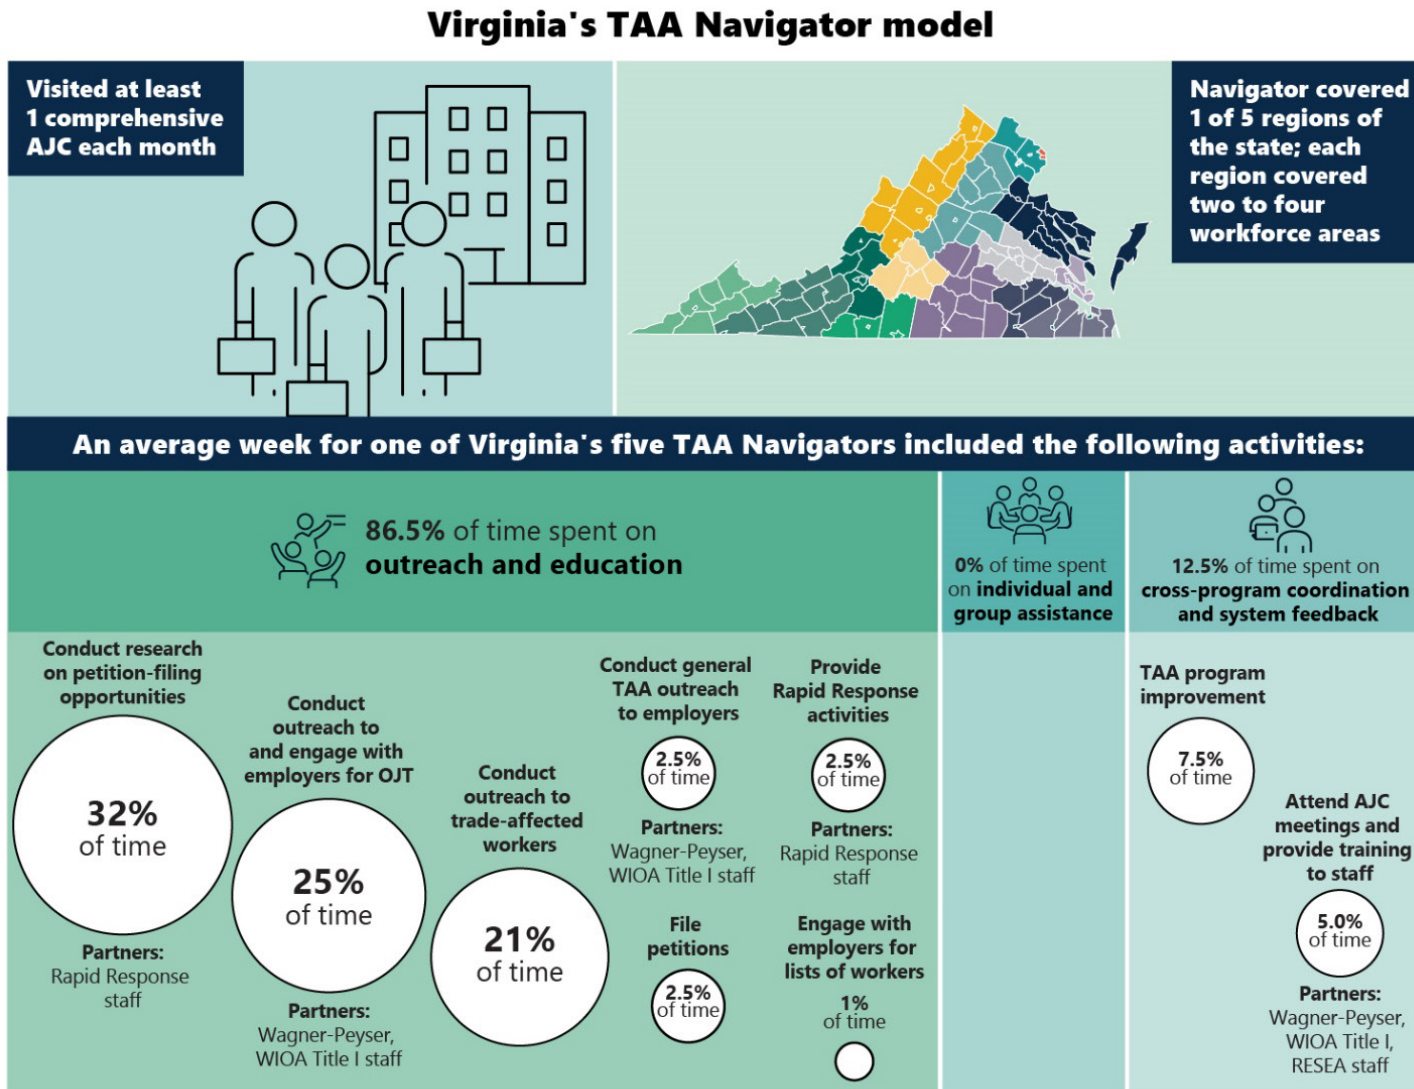 Virginia's TAA Navigator model
Visited at least
1 comprehensive
AJC each month
Navigator covered
1 of 5 regions of
the state; each
region covered
two to four
workforce areas
An average week for one of Virginia's five TAA Navigators included the following activities:
86.5% of time spent on
outreach and education
0% of time spent
on individual and
group assistance
12.5% of time spent on
cross-program coordination
and system feedback
Conduct research
on petition-filing
opportunities
32%
of time
Partners:
Rapid Response
staff
Conduct
outreach to
and engage with
employers for OJT
25%
of time
Partners:
Wagner-Peyser,
WIOA Title I staff
Conduct
outreach to
trade-affected
workers
21%
of time
Conduct general
TAA outreach
to employers
2.5%
of time
Partners:
Wagner-Peyser,
WIOA Title I staff
File
petitions
2.5%
of time
Provide
Rapid Response
activities
2.5%
of time
Partners:
Rapid Response
staff
Engage with
employers for
lists of workers
1%
of time
TAA program
improvement
7.5%
of time
Attend AJC
meetings and
provide training
to staff
5.0%
of time
Partners:
Wagner-Peyser,
WIOA Title I,
RESEA staff